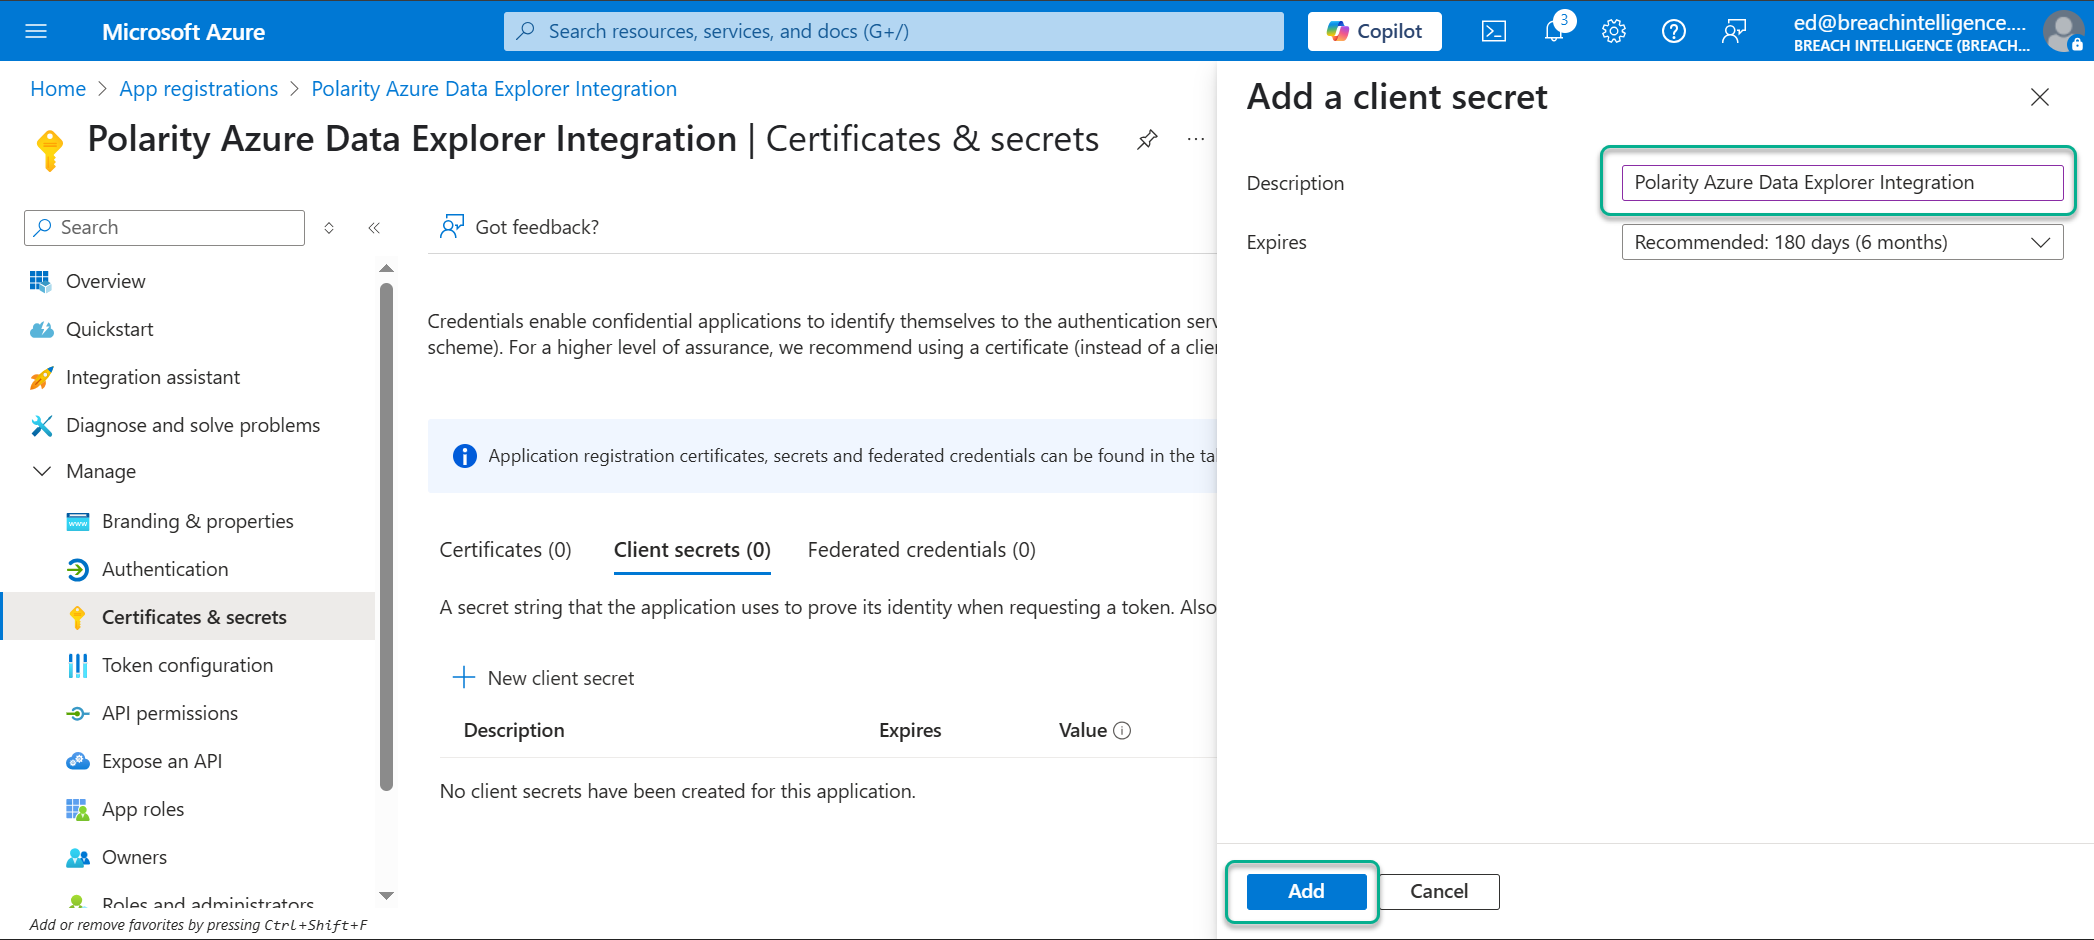 Microsoft Azure
Search resources, services, and docs (G+/)
Copilot
3
ed@breachintelligence....
BREACH INTELLIGENCE (BREACH...
Home > App registrations > Polarity Azure Data Explorer Integration
Polarity Azure Data Explorer Integration | Certificates & secrets
...
Search
Overview
Quickstart
Integration assistant
Diagnose and solve problems
Manage
Branding & properties
Authentication
Certificates & secrets
Token configuration
API permissions
Expose an API
App roles
Owners
Roles and administrators
Add or remove favorites by pressing Ctrl+Shift+F
Got feedback?
Credentials enable confidential applications to identify themselves to the authentication serv
scheme). For a higher level of assurance, we recommend using a certificate (instead of a clier
Application registration certificates, secrets and federated credentials can be found in the ta
Certificates (0)
Client secrets (0)
Federated credentials (0)
A secret string that the application uses to prove its identity when requesting a token. Also
New client secret
Description Expires Value
No client secrets have been created for this application.
Add a client secret
Description
Polarity Azure Data Explorer Integration
Expires
Recommended: 180 days (6 months)
Add
Cancel